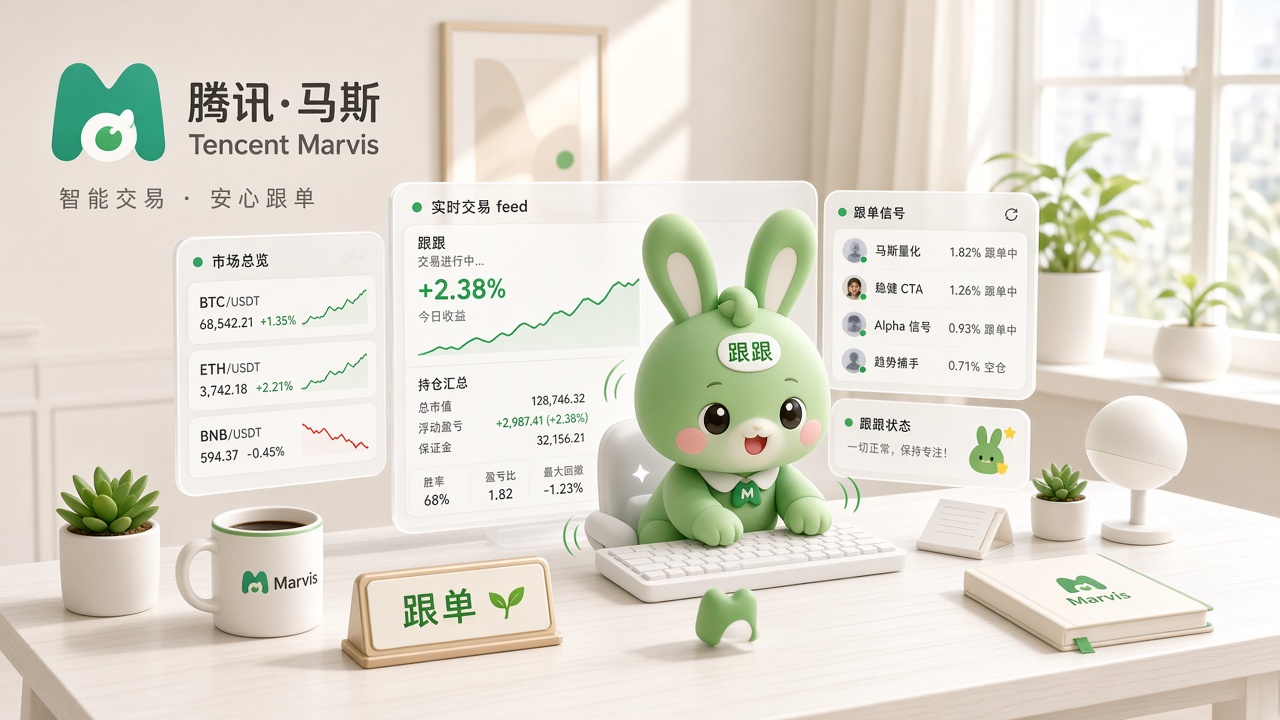 腾讯·马斯
Tencent Marvis
智能交易 · 安心跟单
市场总览
BTC/USDT
68,542.21 +1.35%
ETH/USDT
3,742.18 +2.21%
BNB/USDT
594.37 -0.45%
实时交易 feed
跟跟
交易进行中...
+2.38%
今日收益
持仓汇总
总市值 128,746.32
浮动盈亏 +2,987.41 (+2.38%)
保证金 32,156.21
胜率 盈亏比 最大回撤
68% 1.82 -1.23%
跟单信号
马斯量化 1.82% 跟单中
稳健 CTA 1.26% 跟单中
Alpha 信号 0.93% 跟单中
趋势捕手 0.71% 空仓
跟跟状态
一切正常，保持专注！
跟跟
M
Marvis
跟单
Marvis